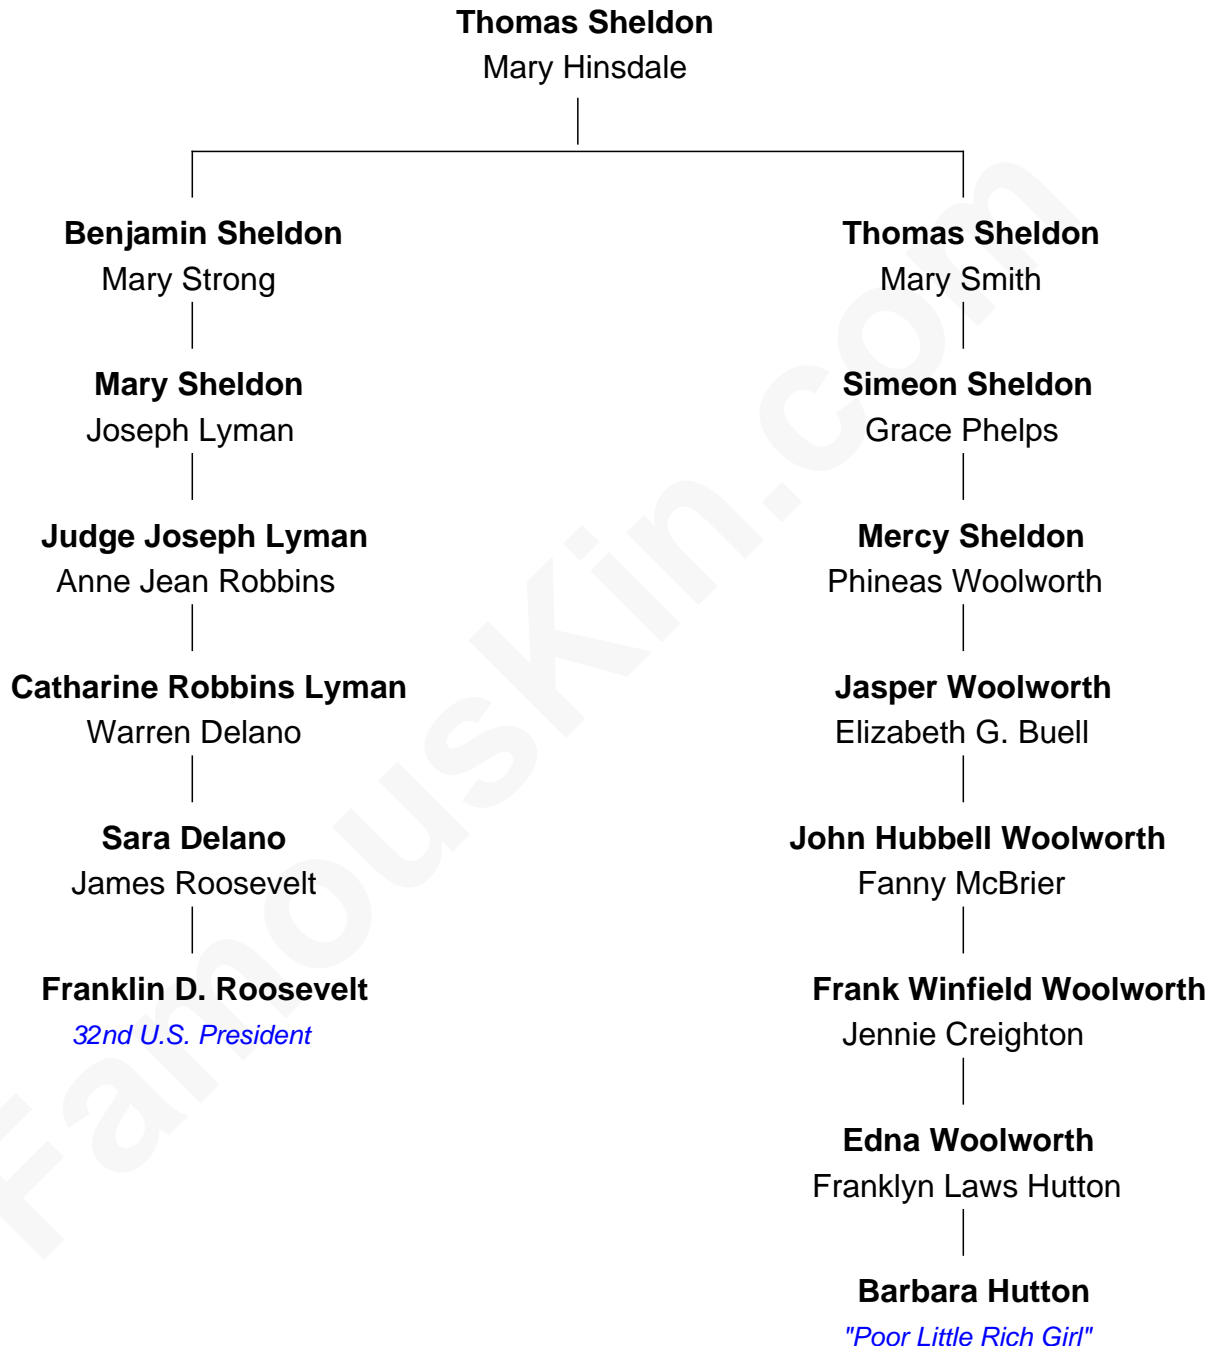 Thomas Sheldon
Mary Hinsdale
Benjamin Sheldon
Mary Strong
Mary Sheldon
Joseph Lyman
Judge Joseph Lyman
Anne Jean Robbins
Catharine Robbins Lyman
Warren Delano
Sara Delano
James Roosevelt
Franklin D. Roosevelt
32nd U.S. President
Thomas Sheldon
Mary Smith
Simeon Sheldon
Grace Phelps
Mercy Sheldon
Phineas Woolworth
Jasper Woolworth
Elizabeth G. Buell
John Hubbell Woolworth
Fanny McBrier
Frank Winfield Woolworth
Jennie Creighton
Edna Woolworth
Franklyn Laws Hutton
Barbara Hutton
"Poor Little Rich Girl"
FamousKin.com